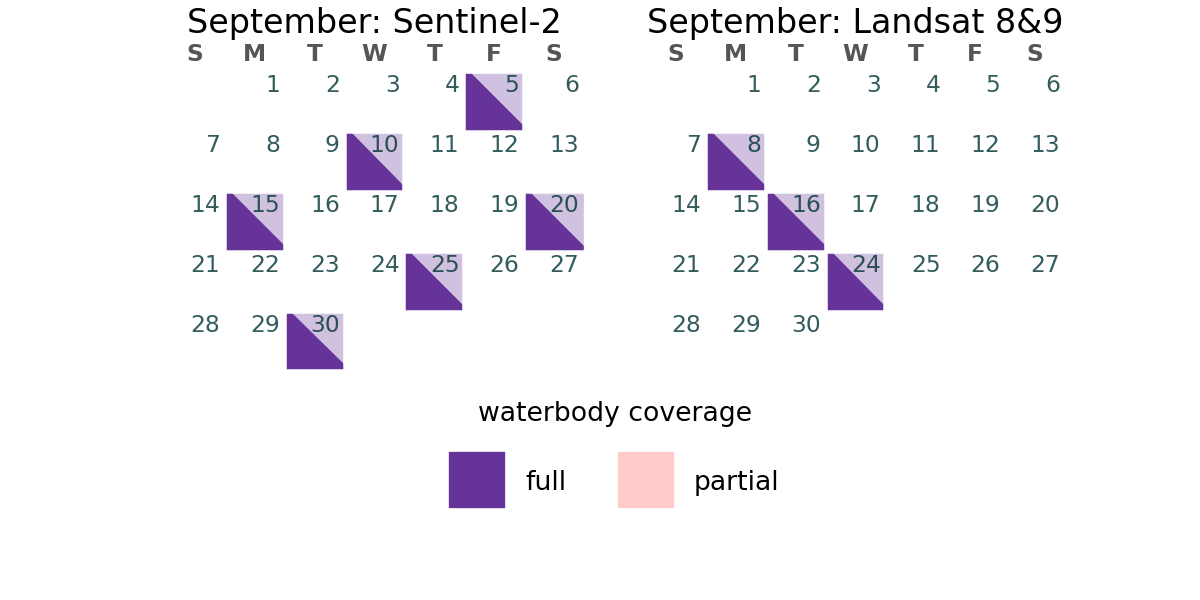 September: Sentinel-2
S M T W T F S
1 2 3 4 5 6
7 8 9 10 11 12 13
14 15 16 17 18 19 20
21 22 23 24 25 26 27
28 29 30
September: Landsat 8&9
S M T W T F S
1 2 3 4 5 6
7 8 9 10 11 12 13
14 15 16 17 18 19 20
21 22 23 24 25 26 27
28 29 30
waterbody coverage
full partial